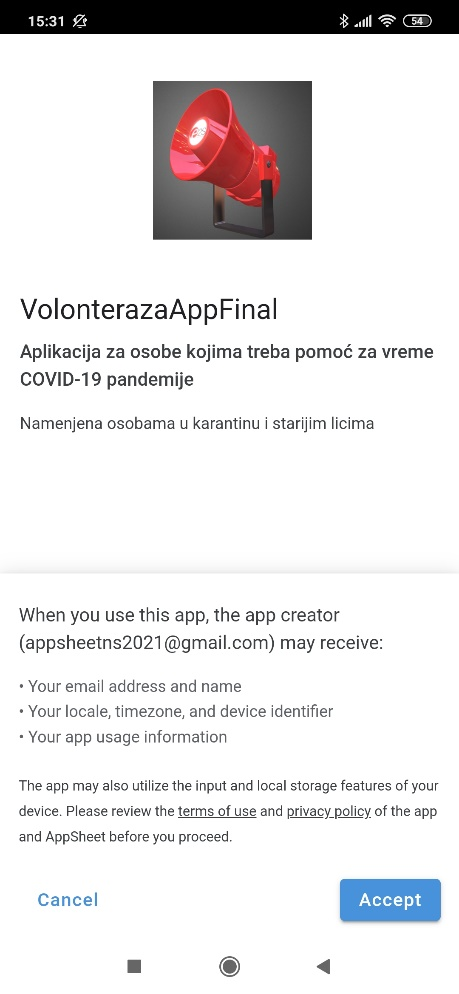 15:31
54
VolonterazaAppFinal
Aplikacija za osobe kojima treba pomoć za vreme
COVID-19 pandemije
Namenjena osobama u karantinu i starijim licima
When you use this app, the app creator
(appsheetns2021@gmail.com) may receive:
• Your email address and name
• Your locale, timezone, and device identifier
• Your app usage information
The app may also utilize the input and local storage features of your
device. Please review the terms of use and privacy policy of the app
and AppSheet before you proceed.
Cancel
Accept